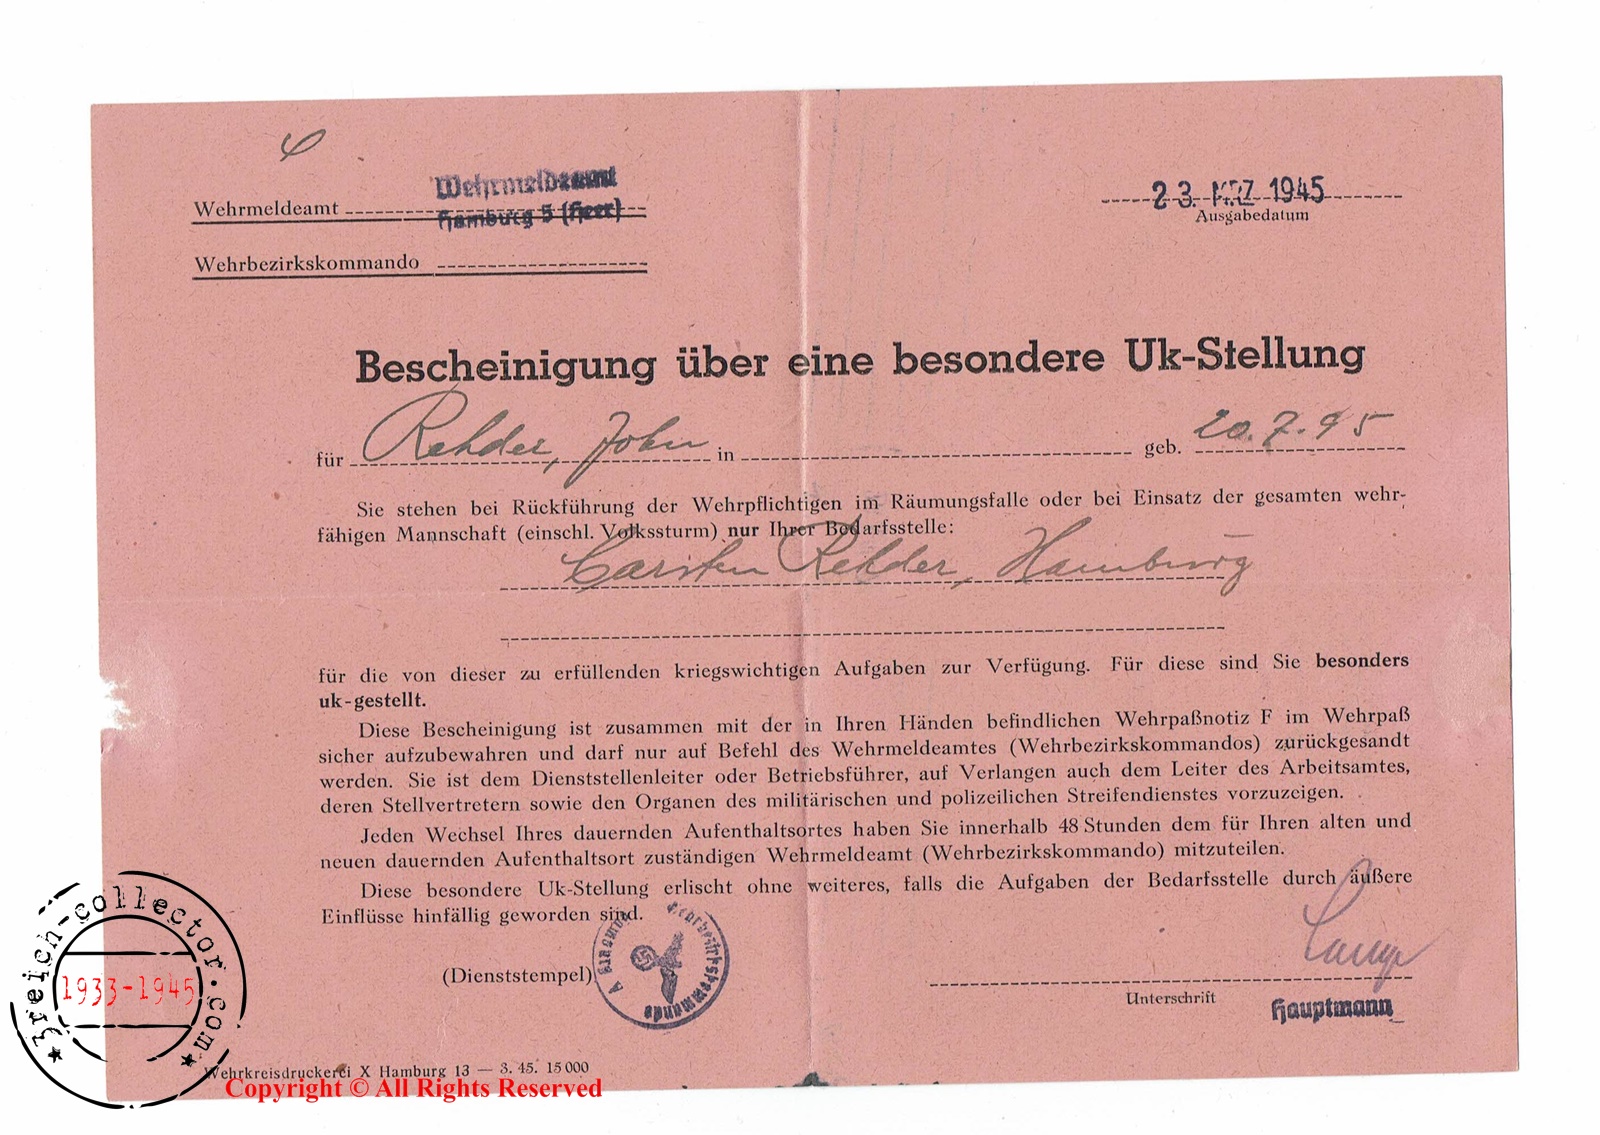 Wehrmeldeamt Wehrmeldeamt
Hamburg 5 (Heer)
23. MRZ 1945
Ausgabedatum
Wehrbezirkskommando
Bescheinigung über eine besondere Uk-Stellung
für Rehder, John in geb. 20.7.95
Sie stehen bei Rückführung der Wehrpflichtigen im Räumungsfalle oder bei Einsatz der gesamten wehr-
fähigen Mannschaft (einschl. Volkssturm) nur Ihrer Bedarfsstelle:
Carsten Rehder, Hamburg
für die von dieser zu erfüllenden kriegswichtigen Aufgaben zur Verfügung. Für diese sind Sie besonders
uk-gestellt.
Diese Bescheinigung ist zusammen mit der in Ihren Händen befindlichen Wehrpaßnotiz F im Wehrpaß
sicher aufzubewahren und darf nur auf Befehl des Wehrmeldeamtes (Wehrbezirkskommandos) zurückgesandt
werden. Sie ist dem Dienststellenleiter oder Betriebsführer, auf Verlangen auch dem Leiter des Arbeitsamtes,
deren Stellvertretern sowie den Organen des militärischen und polizeilichen Streifendienstes vorzuzeigen.
Jeden Wechsel Ihres dauernden Aufenthaltsortes haben Sie innerhalb 48 Stunden dem für Ihren alten und
neuen dauernden Aufenthaltsort zuständigen Wehrmeldeamt (Wehrbezirkskommando) mitzuteilen.
Diese besondere Uk-Stellung erlischt ohne weiteres, falls die Aufgaben der Bedarfsstelle durch äußere
Einflüsse hinfällig geworden sind.
(Dienststempel)
Wehrbezirkskommando Hamburg
Unterschrift
Hauptmann
Wehrkreisdruckerei X Hamburg 13 — 3. 45. 15 000
3reich-collector.com
1933-1945
Copyright © All Rights Reserved